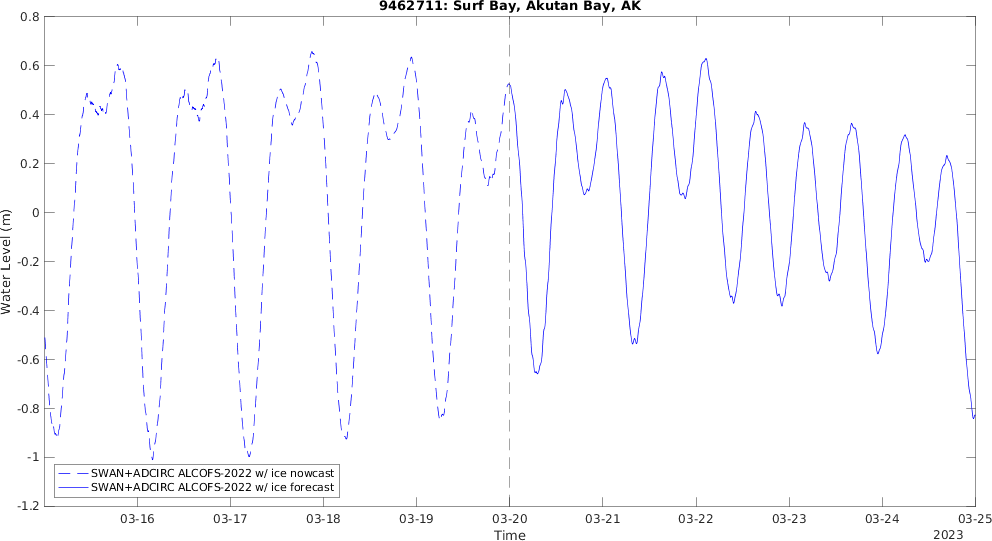 9462711: Surf Bay, Akutan Bay, AK
Water Level (m)
0.8
0.6
0.4
0.2
0
-0.2
-0.4
-0.6
-0.8
-1
-1.2
SWAN+ADCIRC ALCOFS-2022 w/ ice nowcast
SWAN+ADCIRC ALCOFS-2022 w/ ice forecast
03-16 03-17 03-18 03-19 03-20 03-21 03-22 03-23 03-24 03-25
Time
2023